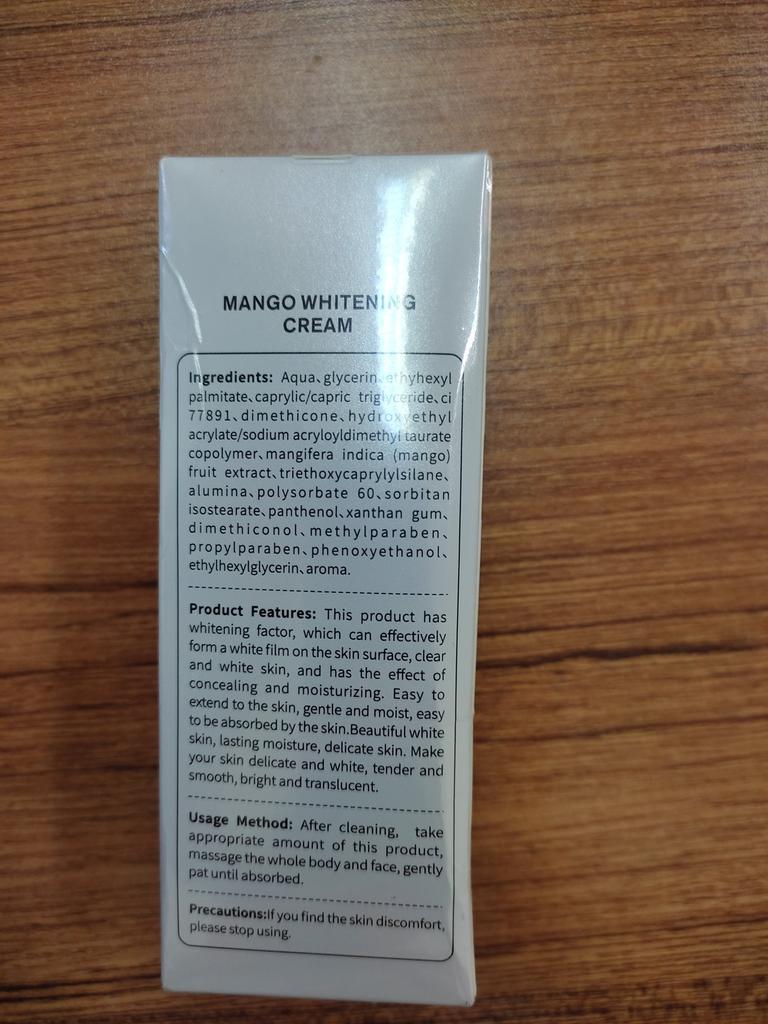 MANGO WHITENING
CREAM
Ingredients: Aqua、glycerin、ethyhexyl
palmitate、caprylic/capric triglyceride、ci
77891、dimethicone、hydroxyethyl
acrylate/sodium acryloyldimethyl taurate
copolymer、mangifera indica (mango)
fruit extract、triethoxycaprylylsilane、
alumina、polysorbate 60、sorbitan
isostearate、panthenol、xanthan gum、
dimethiconol、methylparaben、
propylparaben、phenoxyethanol、
ethylhexylglycerin、aroma.
Product Features: This product has
whitening factor, which can effectively
form a white film on the skin surface, clear
and white skin, and has the effect of
concealing and moisturizing. Easy to
extend to the skin, gentle and moist, easy
to be absorbed by the skin.Beautiful white
skin, lasting moisture, delicate skin. Make
your skin delicate and white, tender and
smooth, bright and translucent.
Usage Method: After cleaning, take
appropriate amount of this product,
massage the whole body and face, gently
pat until absorbed.
Precautions:If you find the skin discomfort,
please stop using.